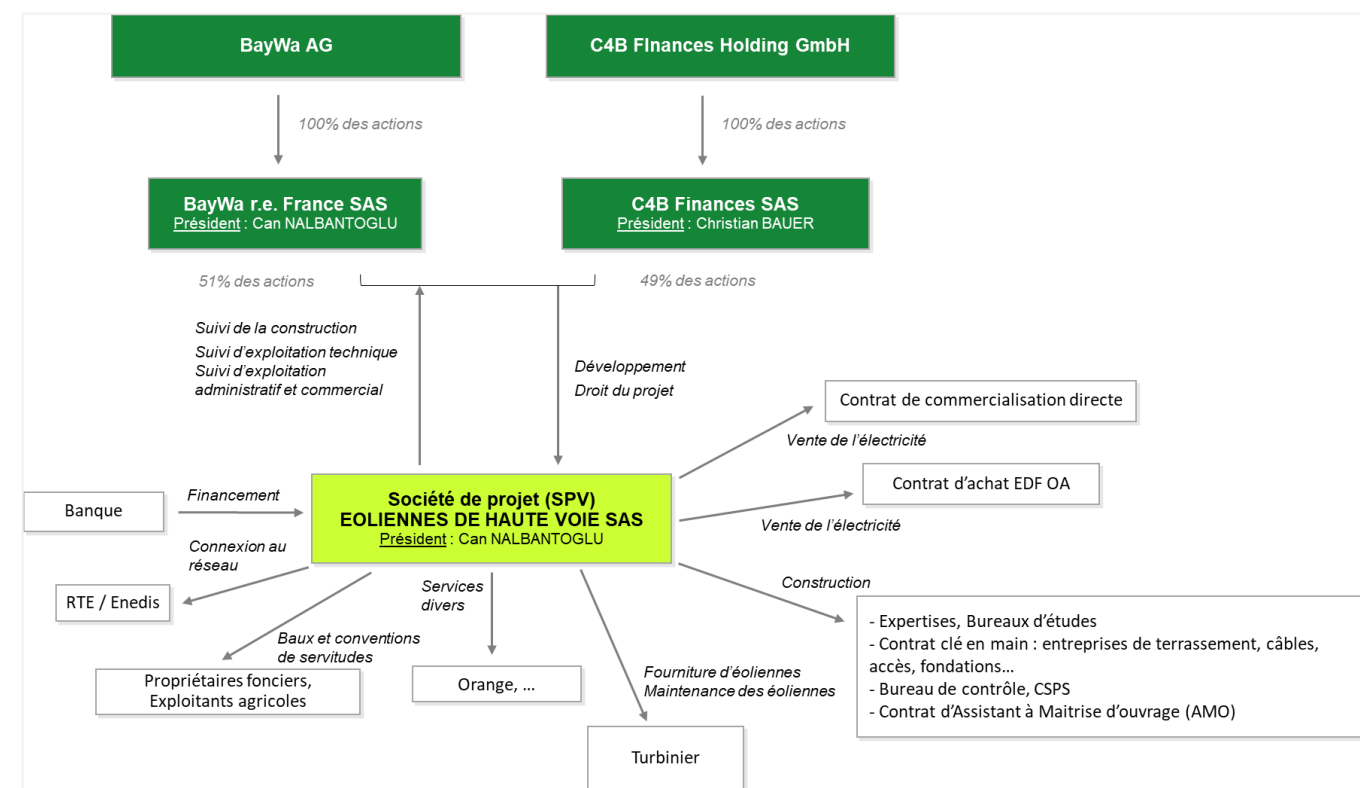 BayWa AG
C4B FInances Holding GmbH
100% des actions
100% des actions
BayWa r.e. France SAS
Président : Can NALBANTOGLU
C4B Finances SAS
Président : Christian BAUER
51% des actions
49% des actions
Suivi de la construction
Suivi d’exploitation technique
Suivi d’exploitation
administratif et commercial
Développement
Droit du projet
Contrat de commercialisation directe
Vente de l’électricité
Contrat d’achat EDF OA
Vente de l’électricité
Banque
Financement
Société de projet (SPV)
EOLIENNES DE HAUTE VOIE SAS
Président : Can NALBANTOGLU
Connexion au
réseau
RTE / Enedis
Services
divers
Construction
- Expertises, Bureaux d’études
- Contrat clé en main : entreprises de terrassement, câbles,
accès, fondations…
- Bureau de contrôle, CSPS
- Contrat d’Assistant à Maitrise d’ouvrage (AMO)
Baux et conventions
de servitudes
Propriétaires fonciers,
Exploitants agricoles
Orange, …
Fourniture d’éoliennes
Maintenance des éoliennes
Turbinier